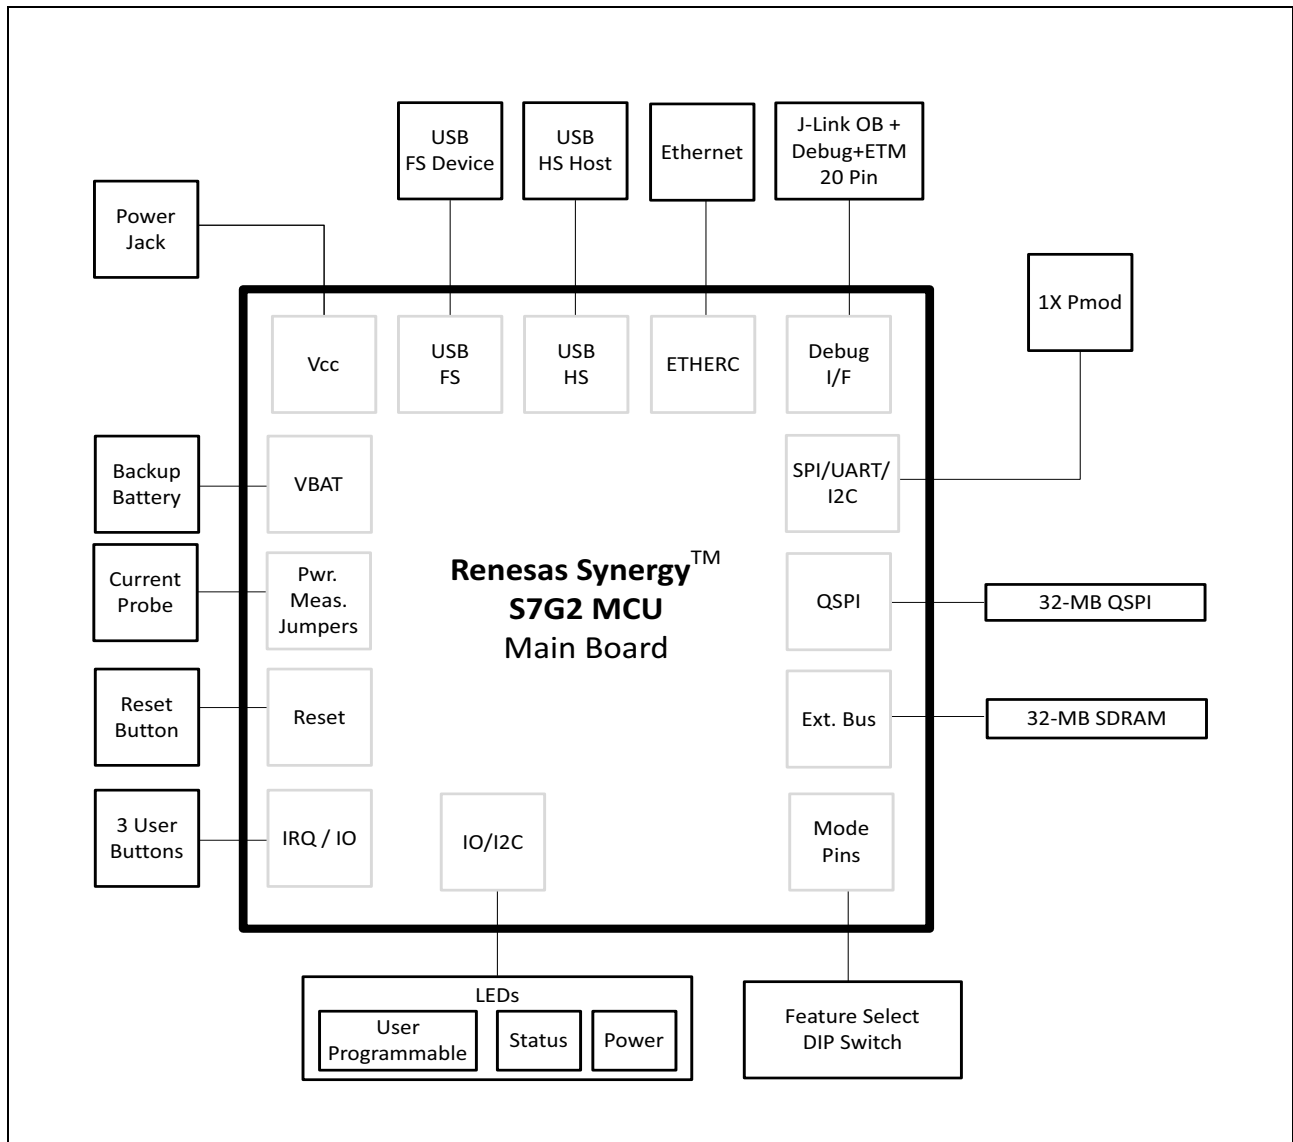 USB
FS Device
USB
HS Host
Ethernet
J-Link OB +
Debug+ETM
20 Pin
Power
Jack
1X Pmod
Vcc
USB
FS
USB
HS
ETHERC
Debug
I/F
Backup
Battery
VBAT
SPI/UART/
I2C
Current
Probe
Pwr.
Meas.
Jumpers
Renesas Synergy™
S7G2 MCU
Main Board
QSPI
32-MB QSPI
Reset
Button
Reset
Ext. Bus
32-MB SDRAM
3 User
Buttons
IRQ / IO
IO/I2C
Mode
Pins
LEDs
User
Programmable
Status
Power
Feature Select
DIP Switch